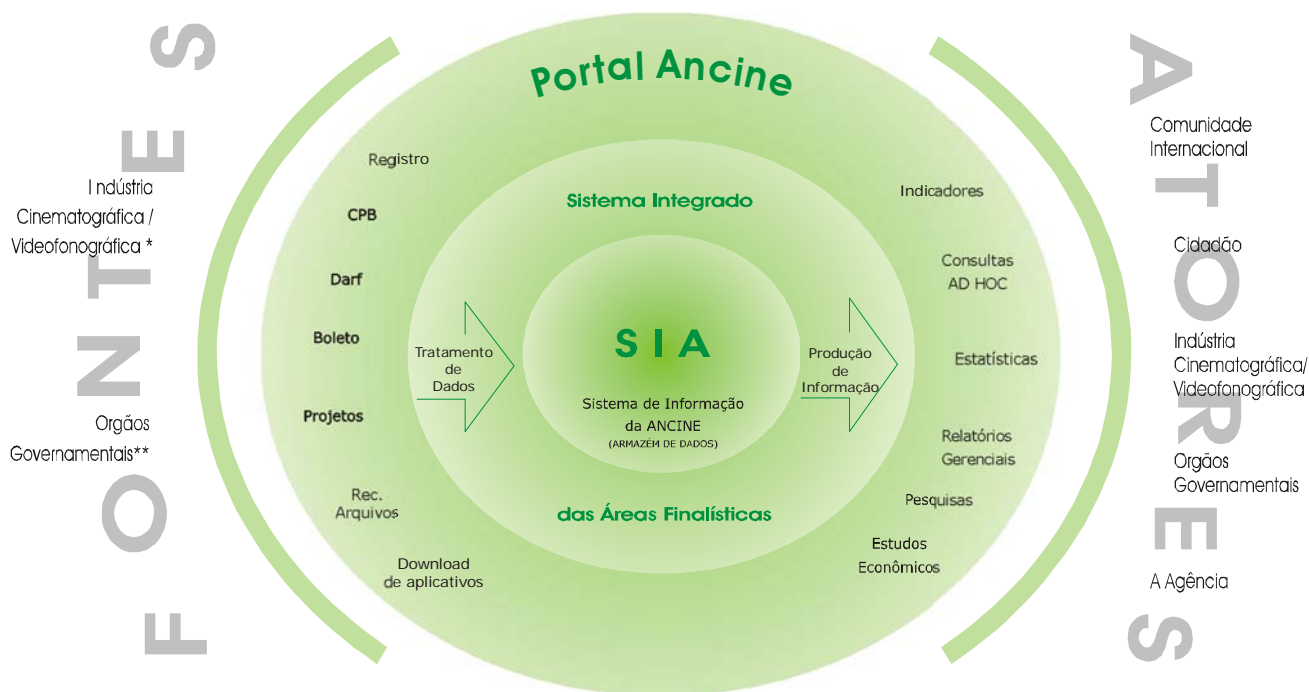 FONTES
I ndústria
Cinematográfica /
Videofonográfica *
Orgãos
Governamentais**
Portal Ancine
Registro
CPB
Darf
Boleto
Projetos
Rec.
Arquivos
Download
de aplicativos
Sistema Integrado
Tratamento
de
Dados
S I A
Sistema de Informação
da ANCINE
(ARMAZÉM DE DADOS)
Produção
de
Informação
das Áreas Finalísticas
Indicadores
Consultas
AD HOC
Estatísticas
Relatórios
Gerenciais
Pesquisas
Estudos
Econômicos
ATORES
Comunidade
Internacional
Cidadão
Indústria
Cinematográfica/
Videofonográfica
Orgãos
Governamentais
A Agência